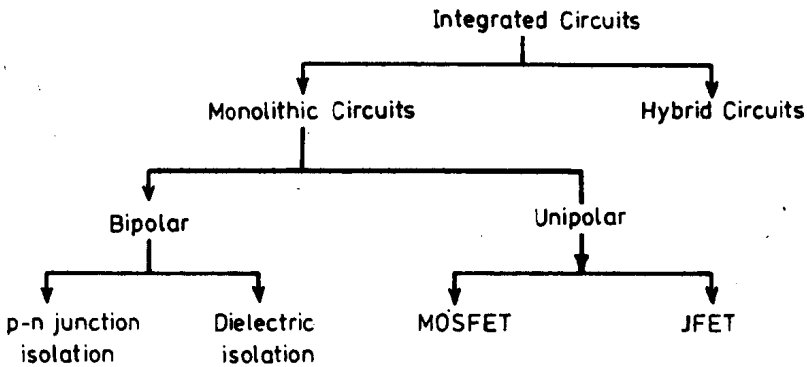 Integrated Circuits
Monolithic Circuits
Hybrid Circuits
Bipolar
Unipolar
p-n junction
isolation
Dielectric
isolation
MOSFET
JFET